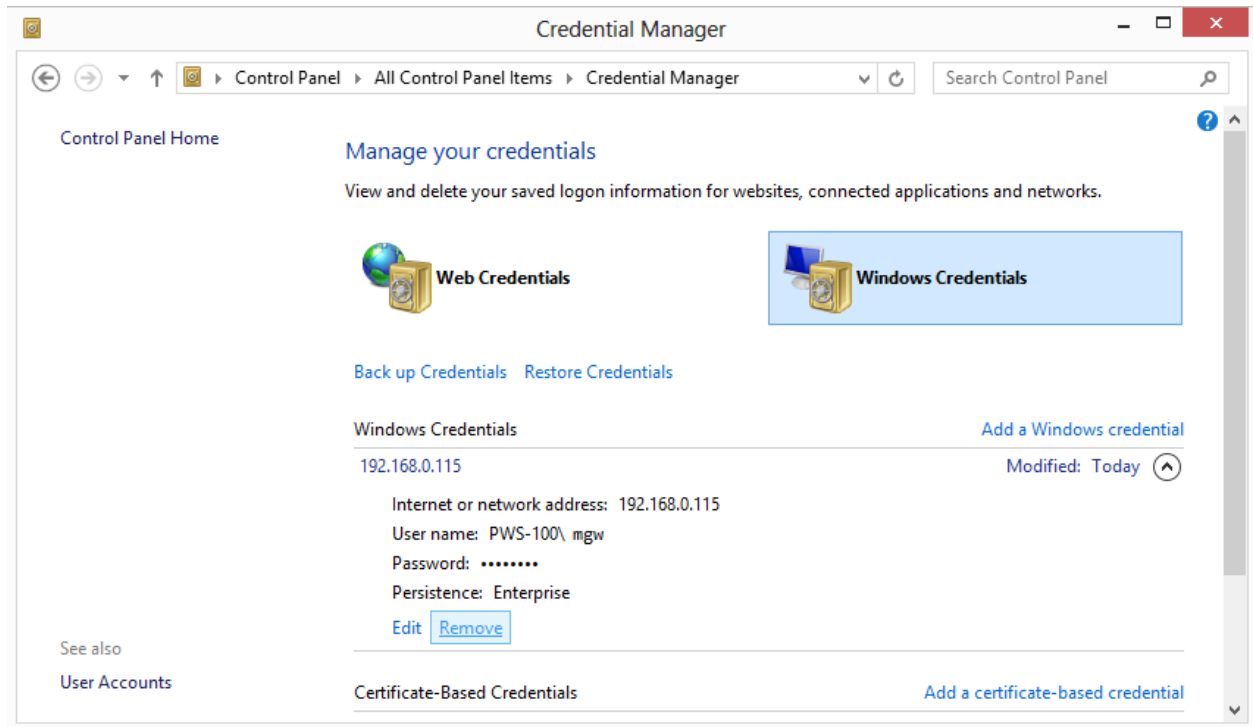 Credential Manager
Control Panel All Control Panel Items Credential Manager Search Control Panel
Control Panel Home
Manage your credentials
View and delete your saved logon information for websites, connected applications and networks.
Web Credentials Windows Credentials
Back up Credentials Restore Credentials
Windows Credentials Add a Windows credential
192.168.0.115 Modified: Today
Internet or network address: 192.168.0.115
User name: PWS-100\ mgw
Password: ••••••••
Persistence: Enterprise
Edit Remove
See also
User Accounts
Certificate-Based Credentials Add a certificate-based credential